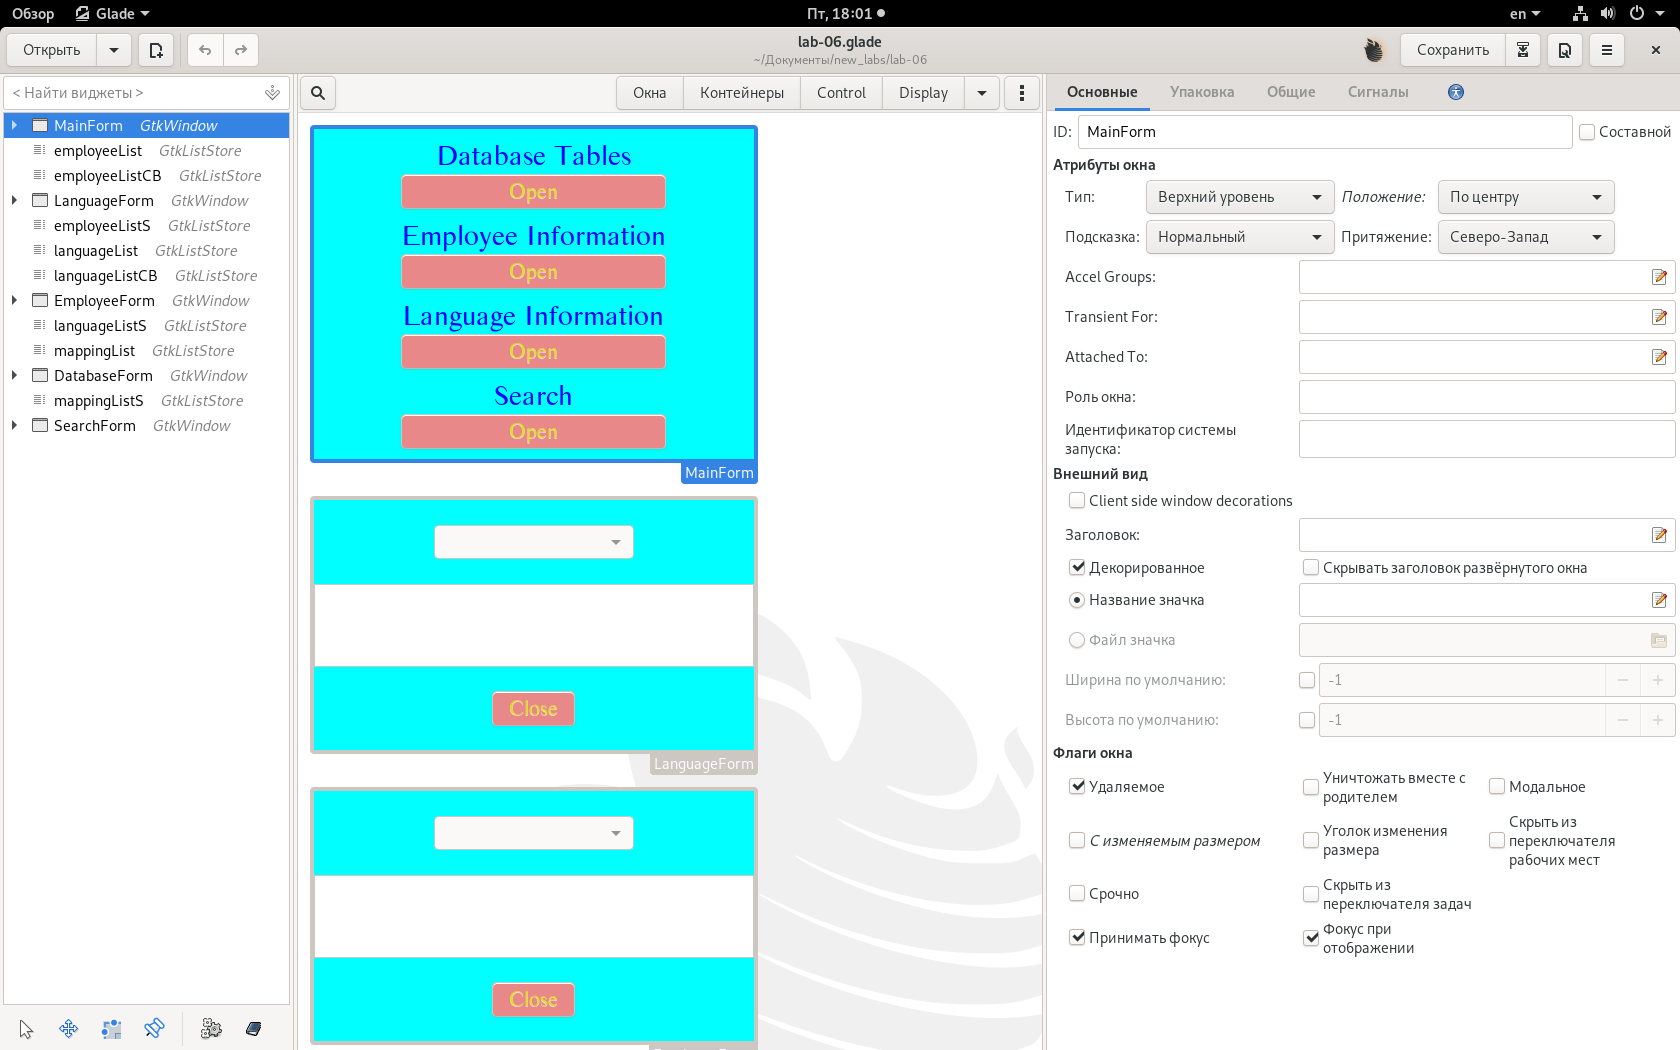 Обзор Glade Пт, 18:01 en
Открыть lab-06.glade Сохранить
~/Документы/new_labs/lab-06
< Найти виджеты >
MainForm GtkWindow
employeeList GtkListStore
employeeListCB GtkListStore
LanguageForm GtkWindow
employeeListS GtkListStore
languageList GtkListStore
languageListCB GtkListStore
EmployeeForm GtkWindow
languageListS GtkListStore
mappingList GtkListStore
DatabaseForm GtkWindow
mappingListS GtkListStore
SearchForm GtkWindow
Окна Контейнеры Control Display
Database Tables
Open
Employee Information
Open
Language Information
Open
Search
Open
MainForm
Close
LanguageForm
Close
Основные Упаковка Общие Сигналы
ID: MainForm Составной
Атрибуты окна
Тип: Верхний уровень Положение: По центру
Подсказка: Нормальный Притяжение: Северо-Запад
Accel Groups:
Transient For:
Attached To:
Роль окна:
Идентификатор системы
запуска:
Внешний вид
Client side window decorations
Заголовок:
Декорированное Скрывать заголовок развёрнутого окна
Название значка
Файл значка
Ширина по умолчанию: -1 − +
Высота по умолчанию: -1 − +
Флаги окна
Удаляемое
Уничтожать вместе с
родителем
Модальное
С изменяемым размером
Уголок изменения
размера
Скрыть из
переключателя
рабочих мест
Срочно
Скрыть из
переключателя задач
Принимать фокус
Фокус при
отображении